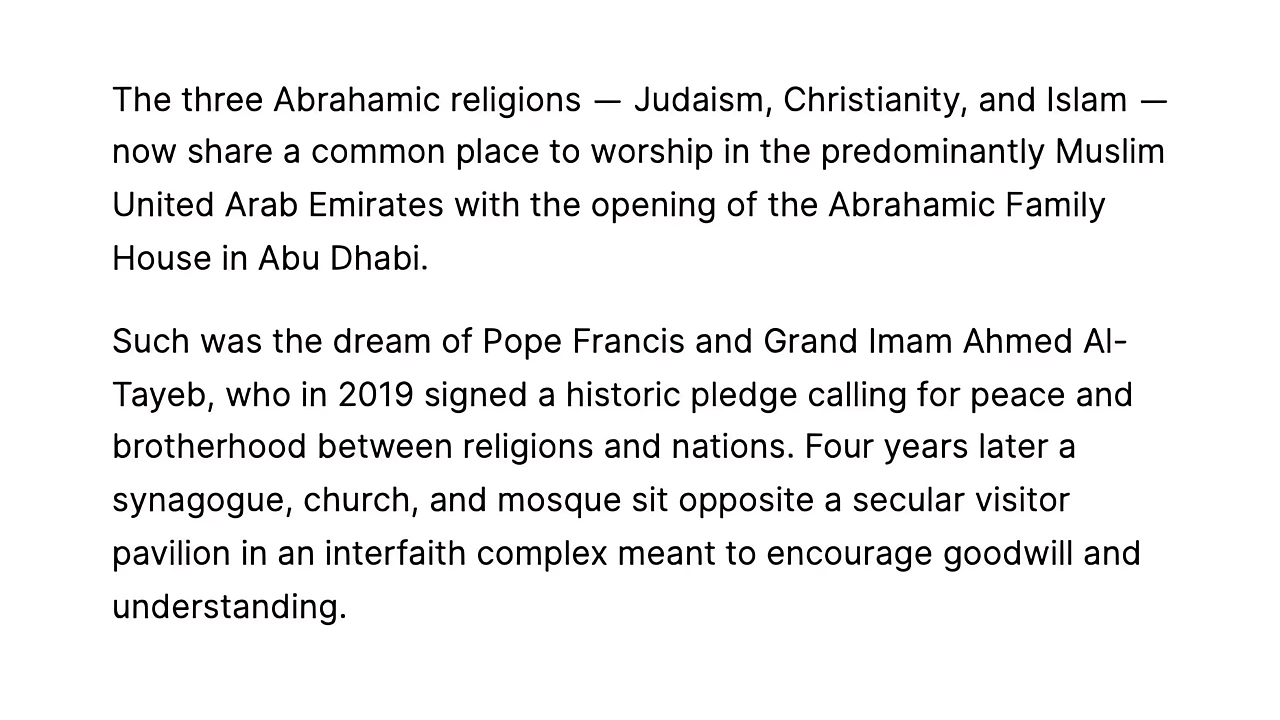 The three Abrahamic religions — Judaism, Christianity, and Islam —
now share a common place to worship in the predominantly Muslim
United Arab Emirates with the opening of the Abrahamic Family
House in Abu Dhabi.
Such was the dream of Pope Francis and Grand Imam Ahmed Al-
Tayeb, who in 2019 signed a historic pledge calling for peace and
brotherhood between religions and nations. Four years later a
synagogue, church, and mosque sit opposite a secular visitor
pavilion in an interfaith complex meant to encourage goodwill and
understanding.